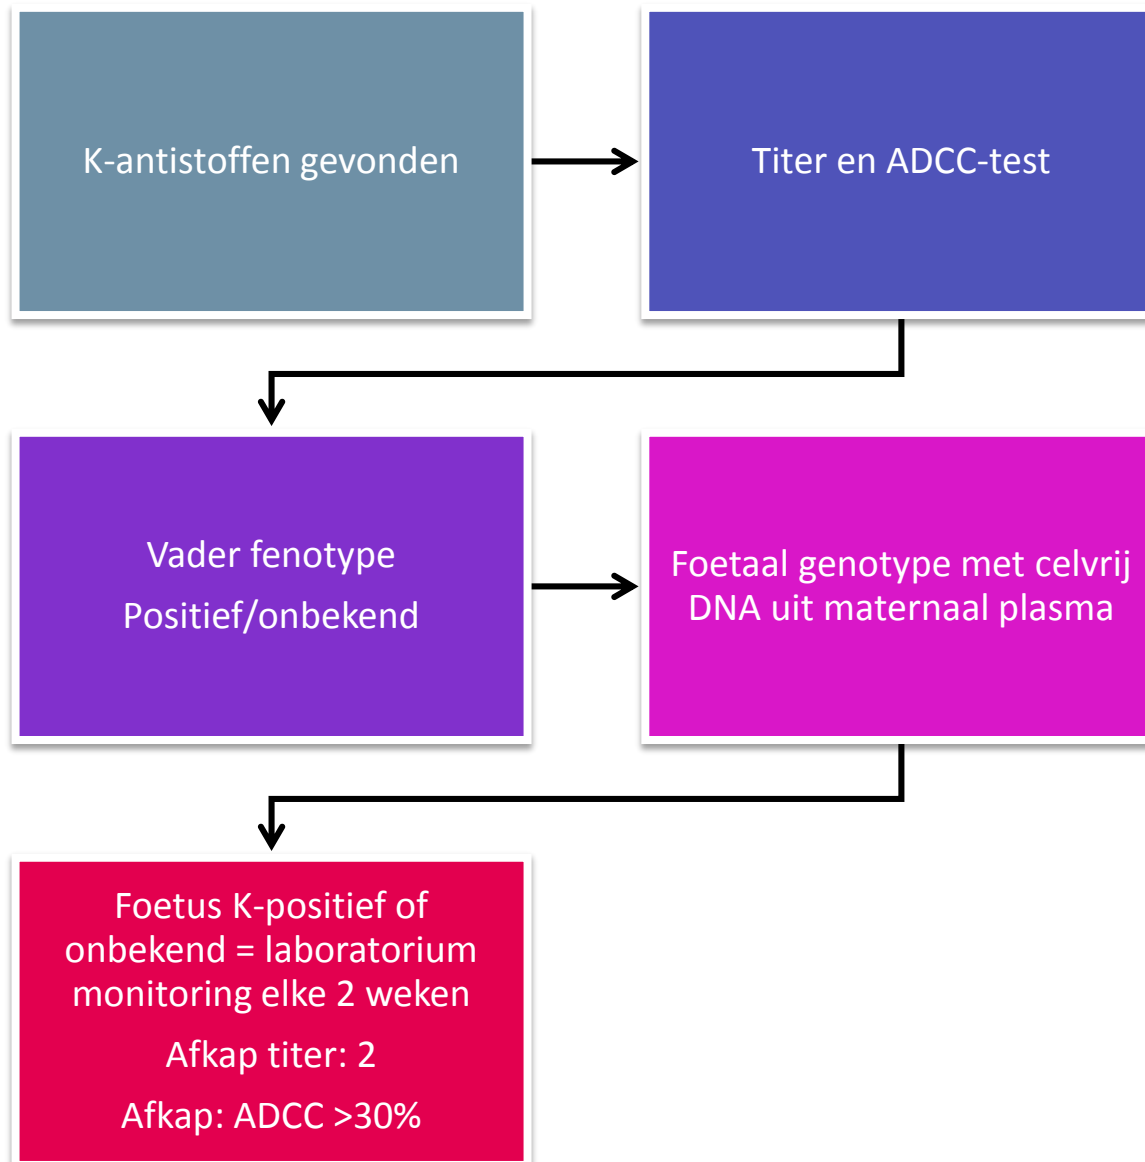 K-antistoffen gevonden
Titer en ADCC-test
Vader fenotype
Positief/onbekend
Foetaal genotype met celvrij
DNA uit maternaal plasma
Foetus K-positief of
onbekend = laboratorium
monitoring elke 2 weken
Afkap titer: 2
Afkap: ADCC >30%